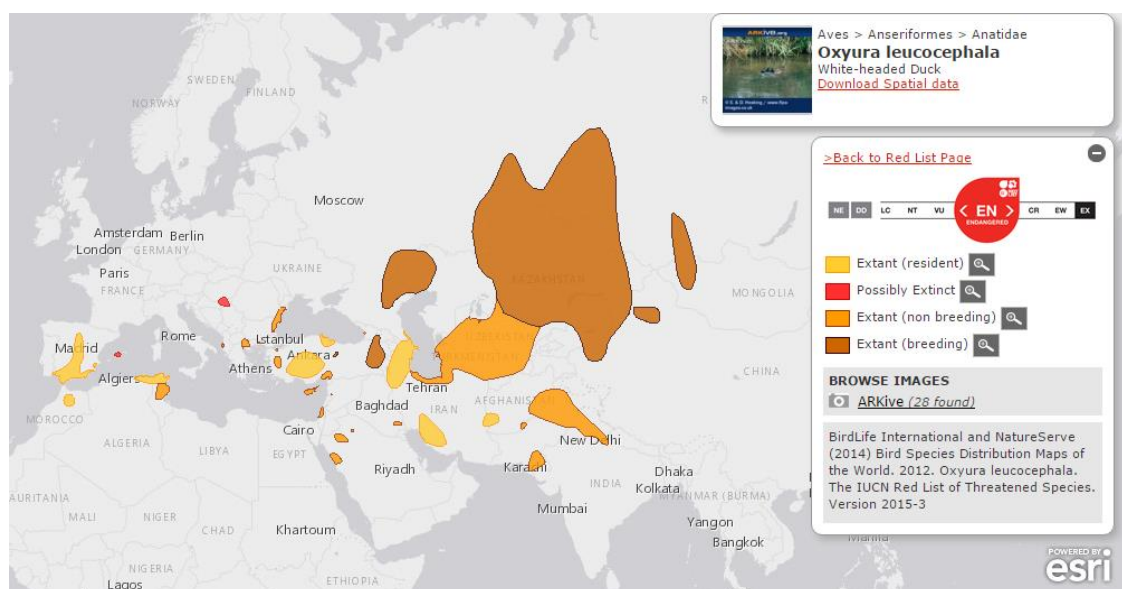 SWEDEN
FINLAND
NORWAY
Moscow
Amsterdam Berlin
London GERMANY
Paris
FRANCE
UKRAINE
KAZAKHSTAN
MONGOLIA
Rome
Istanbul
UZBEKISTAN
Madrid
Ankara
TURKMENISTAN
Algiers
Athens
Tehran
CHINA
Baghdad
IRAN
AFGHANISTAN
MOROCCO
Cairo
New Delhi
ALGERIA
LIBYA
EGYPT
Riyadh
Karachi
INDIA
Dhaka
Kolkata
MYANMAR (BURMA)
AURITANIA
MALI
NIGER
CHAD
Khartoum
Mumbai
Yangon
Bangkok
Manila
NIGERIA
Lagos
ETHIOPIA
ARKIVE.org
Aves > Anseriformes > Anatidae
Oxyura leucocephala
White-headed Duck
Download Spatial data
>Back to Red List Page
NE DD LC NT VU < EN > CR EW EX
ENDANGERED
Extant (resident)
Possibly Extinct
Extant (non breeding)
Extant (breeding)
BROWSE IMAGES
ARKive (28 found)
BirdLife International and NatureServe
(2014) Bird Species Distribution Maps of
the World. 2012. Oxyura leucocephala.
The IUCN Red List of Threatened Species.
Version 2015-3
POWERED BY
esri